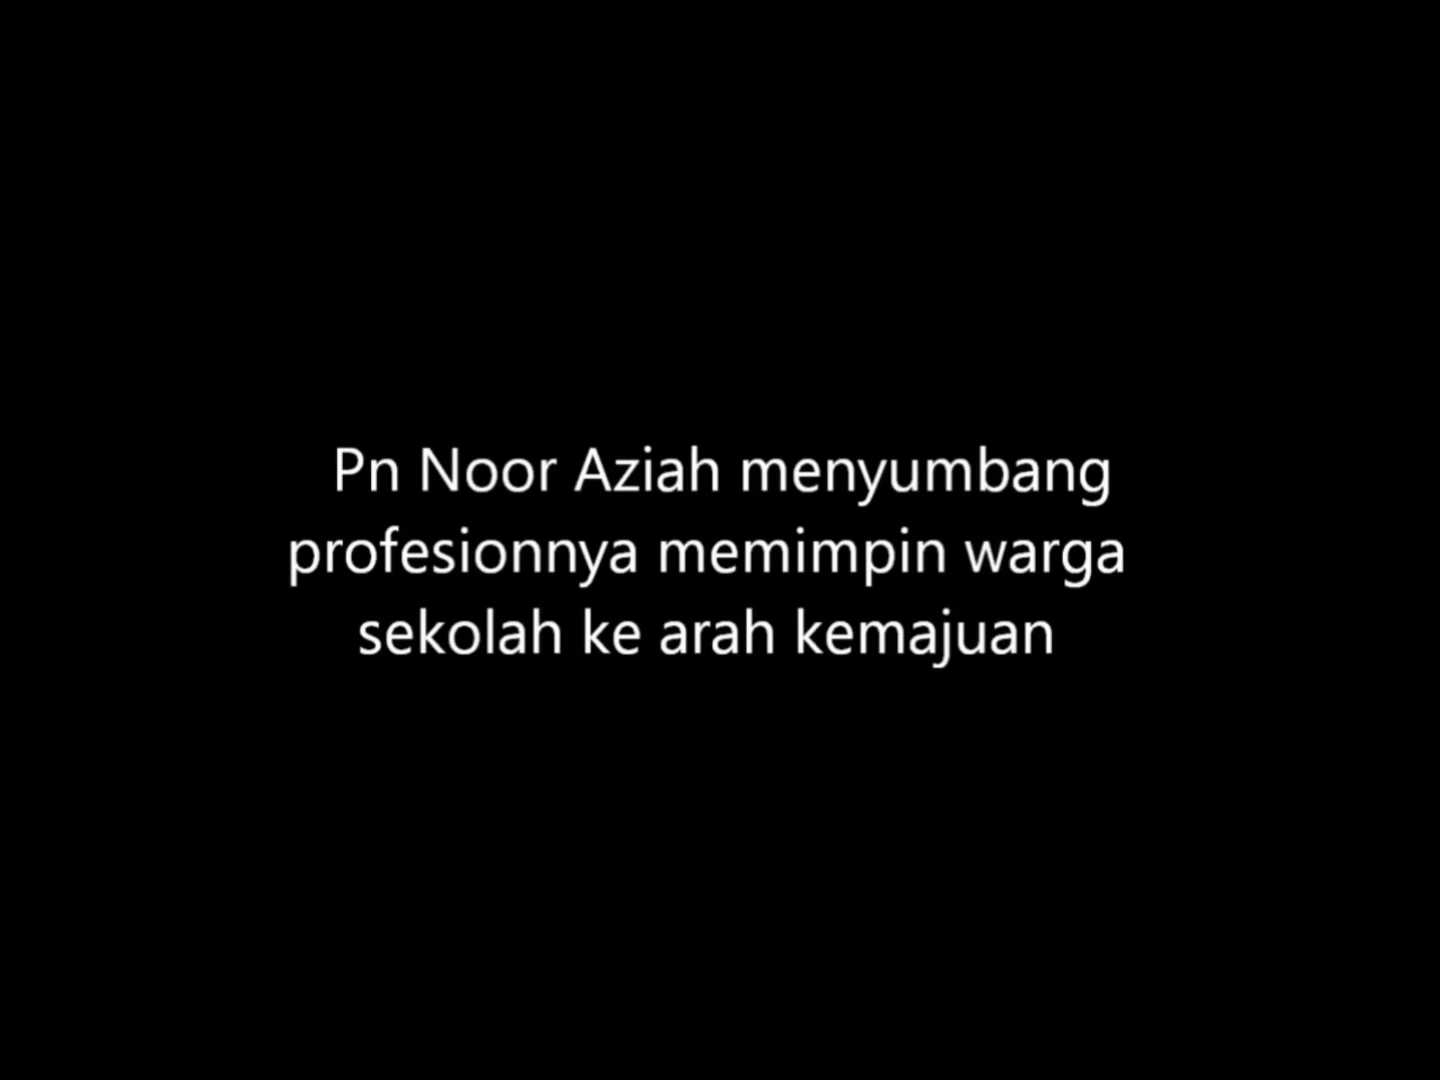 Pn Noor Aziah menyumbang
profesionnya memimpin warga
sekolah ke arah kemajuan